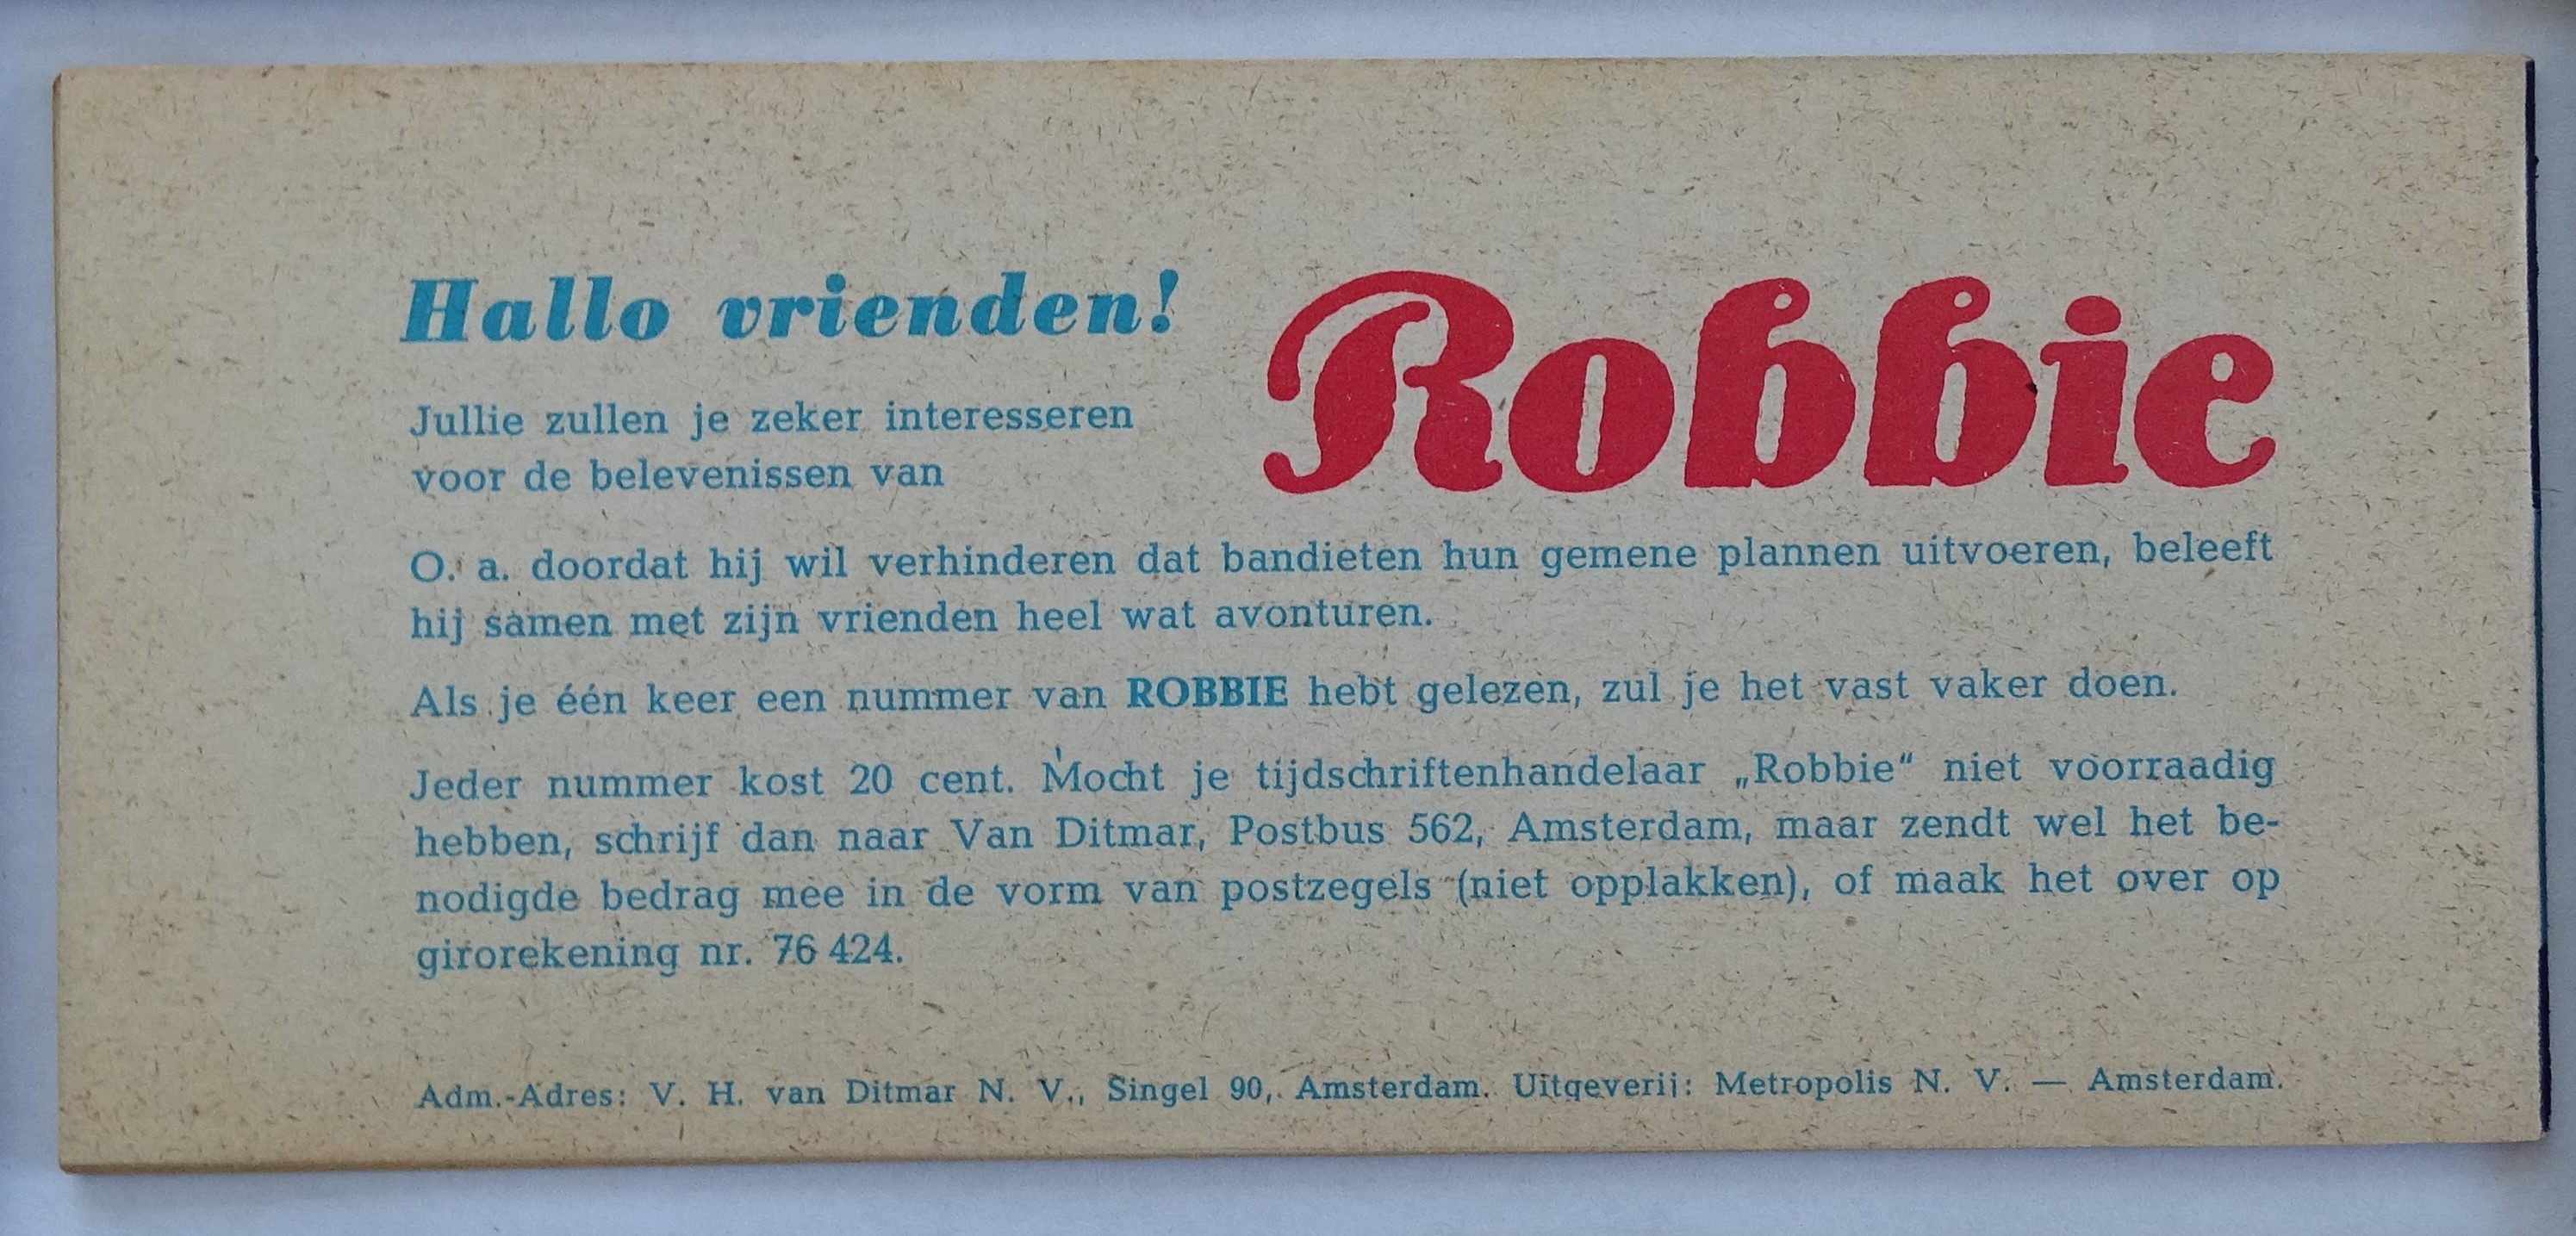 Hallo vrienden!
Jullie zullen je zeker interesseren
voor de belevenissen van
Robbie
O. a. doordat hij wil verhinderen dat bandieten hun gemene plannen uitvoeren, beleeft
hij samen met zijn vrienden heel wat avonturen.
Als je één keer een nummer van ROBBIE hebt gelezen, zul je het vast vaker doen.
Jeder nummer kost 20 cent. Mocht je tijdschriftenhandelaar „Robbie“ niet voorraadig
hebben, schrijf dan naar Van Ditmar, Postbus 562, Amsterdam, maar zendt wel het be-
nodigde bedrag mee in de vorm van postzegels (niet opplakken), of maak het over op
girorekening nr. 76 424.
Adm.-Adres: V. H. van Ditmar N. V., Singel 90, Amsterdam. Uitgeverij: Metropolis N. V. — Amsterdam.